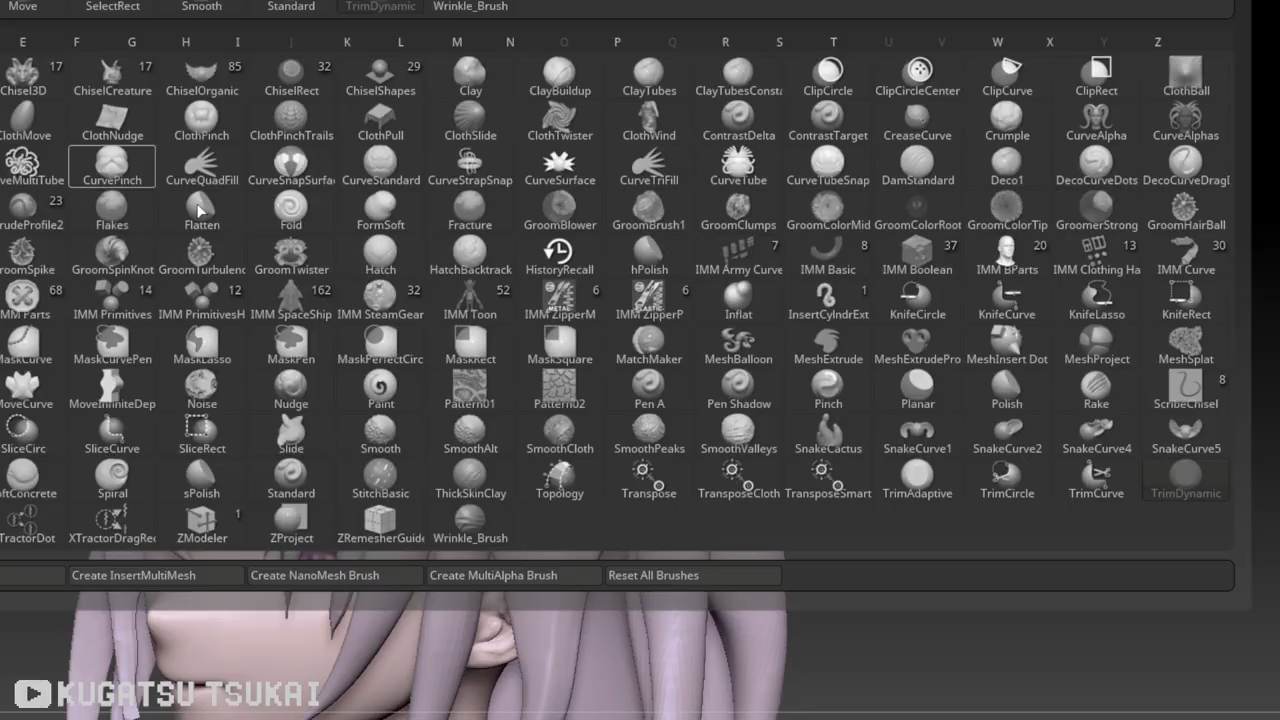 Move SelectRect Smooth Standard TrimDynamic Wrinkle_Brush
E F G H I J K L M N O P Q R S T U V W X Y Z
17 17 85 32 29
Chisel3D ChiselCreature ChiselOrganic ChiselRect ChiselShapes Clay ClayBuildup ClayTubes ClayTubesConsta ClipCircle ClipCircleCenter ClipCurve ClipRect ClothBall
ClothMove ClothNudge ClothPinch ClothPinchTrails ClothPull ClothSlide ClothTwister ClothWind ContrastDelta ContrastTarget CreaseCurve Crumple CurveAlpha CurveAlphas
veMultiTube CurvePinch CurveQuadFill CurveSnapSurfa CurveStandard CurveStrapSnap CurveSurface CurveTriFill CurveTube CurveTubeSnap DamStandard Deco1 DecoCurveDots DecoCurveDragl
23
rudeProfile2 Flakes Flatten Fold FormSoft Fracture GroomBlower GroomBrush1 GroomClumps GroomColorMid GroomColorRoot GroomColorTip GroomerStrong GroomHairBall
7 8 37 20 13 30
roomSpike GroomSpinKnot GroomTurbulenc GroomTwister Hatch HatchBacktrack HistoryRecall hPolish IMM Army Curve IMM Basic IMM Boolean IMM BParts IMM Clothing Ha IMM Curve
68 14 12 162 32 52 6 6 1
IMM Parts IMM Primitives IMM PrimitivesH IMM SpaceShip IMM SteamGear IMM Toon IMM ZipperM IMM ZipperP Inflat InsertCylndrExt KnifeCircle KnifeCurve KnifeLasso KnifeRect
MaskCurve MaskCurvePen MaskLasso MaskPen MaskPerfectCirc MaskRect MaskSquare MatchMaker MeshBalloon MeshExtrude MeshExtrudePro MeshInsert Dot MeshProject MeshSplat
8
MoveCurve MoveInfiniteDep Noise Nudge Paint Pattern01 Pattern02 Pen A Pen Shadow Pinch Planar Polish Rake ScribeChisel
SliceCirc SliceCurve SliceRect Slide Smooth SmoothAlt SmoothCloth SmoothPeaks SmoothValleys SnakeCactus SnakeCurve1 SnakeCurve2 SnakeCurve4 SnakeCurve5
oftConcrete Spiral sPolish Standard StitchBasic ThickSkinClay Topology Transpose TransposeCloth TransposeSmart TrimAdaptive TrimCircle TrimCurve TrimDynamic
1
TractorDot XTractorDragRec ZModeler ZProject ZRemesherGuide Wrinkle_Brush
Create InsertMultiMesh Create NanoMesh Brush Create MultiAlpha Brush Reset All Brushes
KUGATSU TSUKAI